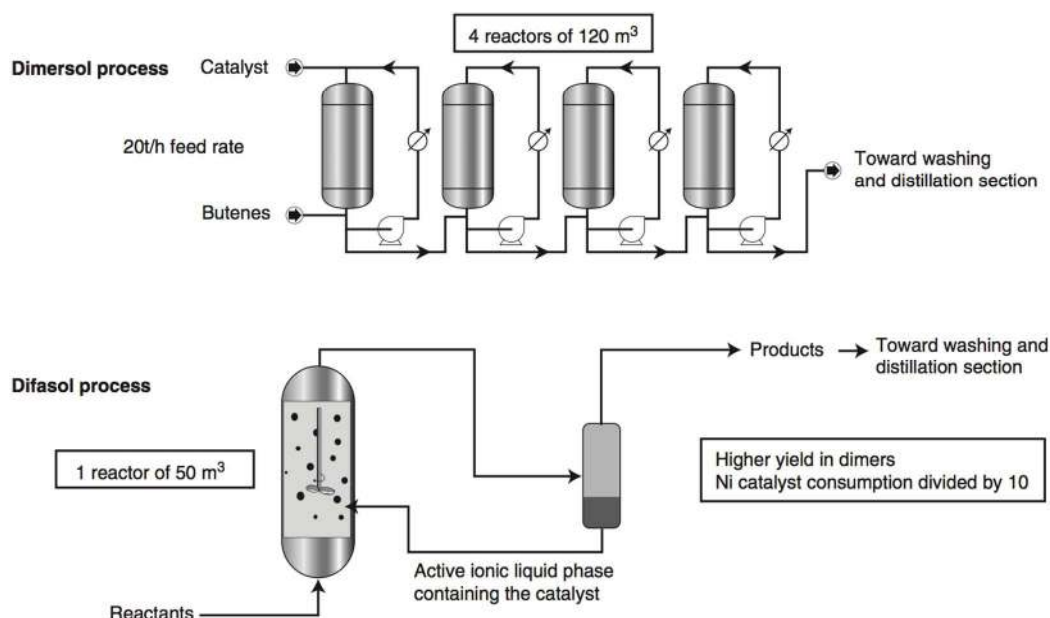 4 reactors of 120 m³
Dimersol process
Catalyst
20t/h feed rate
Toward washing
and distillation section
Butenes
Products
Toward washing and
distillation section
Difasol process
1 reactor of 50 m³
Higher yield in dimers
Ni catalyst consumption divided by 10
Active ionic liquid phase
containing the catalyst
Reactants